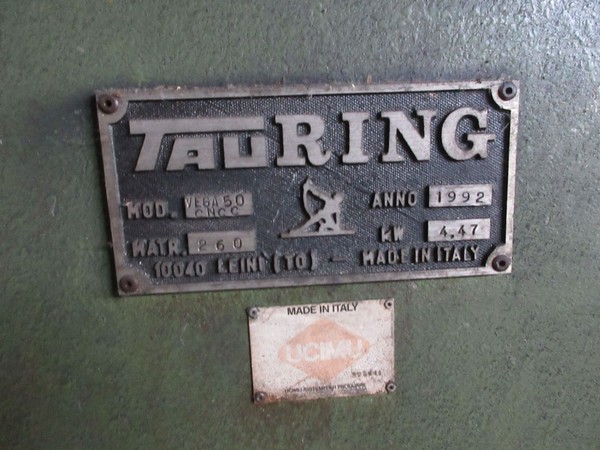 TAURING
MOD. VEGA 50
ANNO 1992
MATR. 260
KW 4.47
10040 LEINI (TO) - MADE IN ITALY
MADE IN ITALY
UCIMU